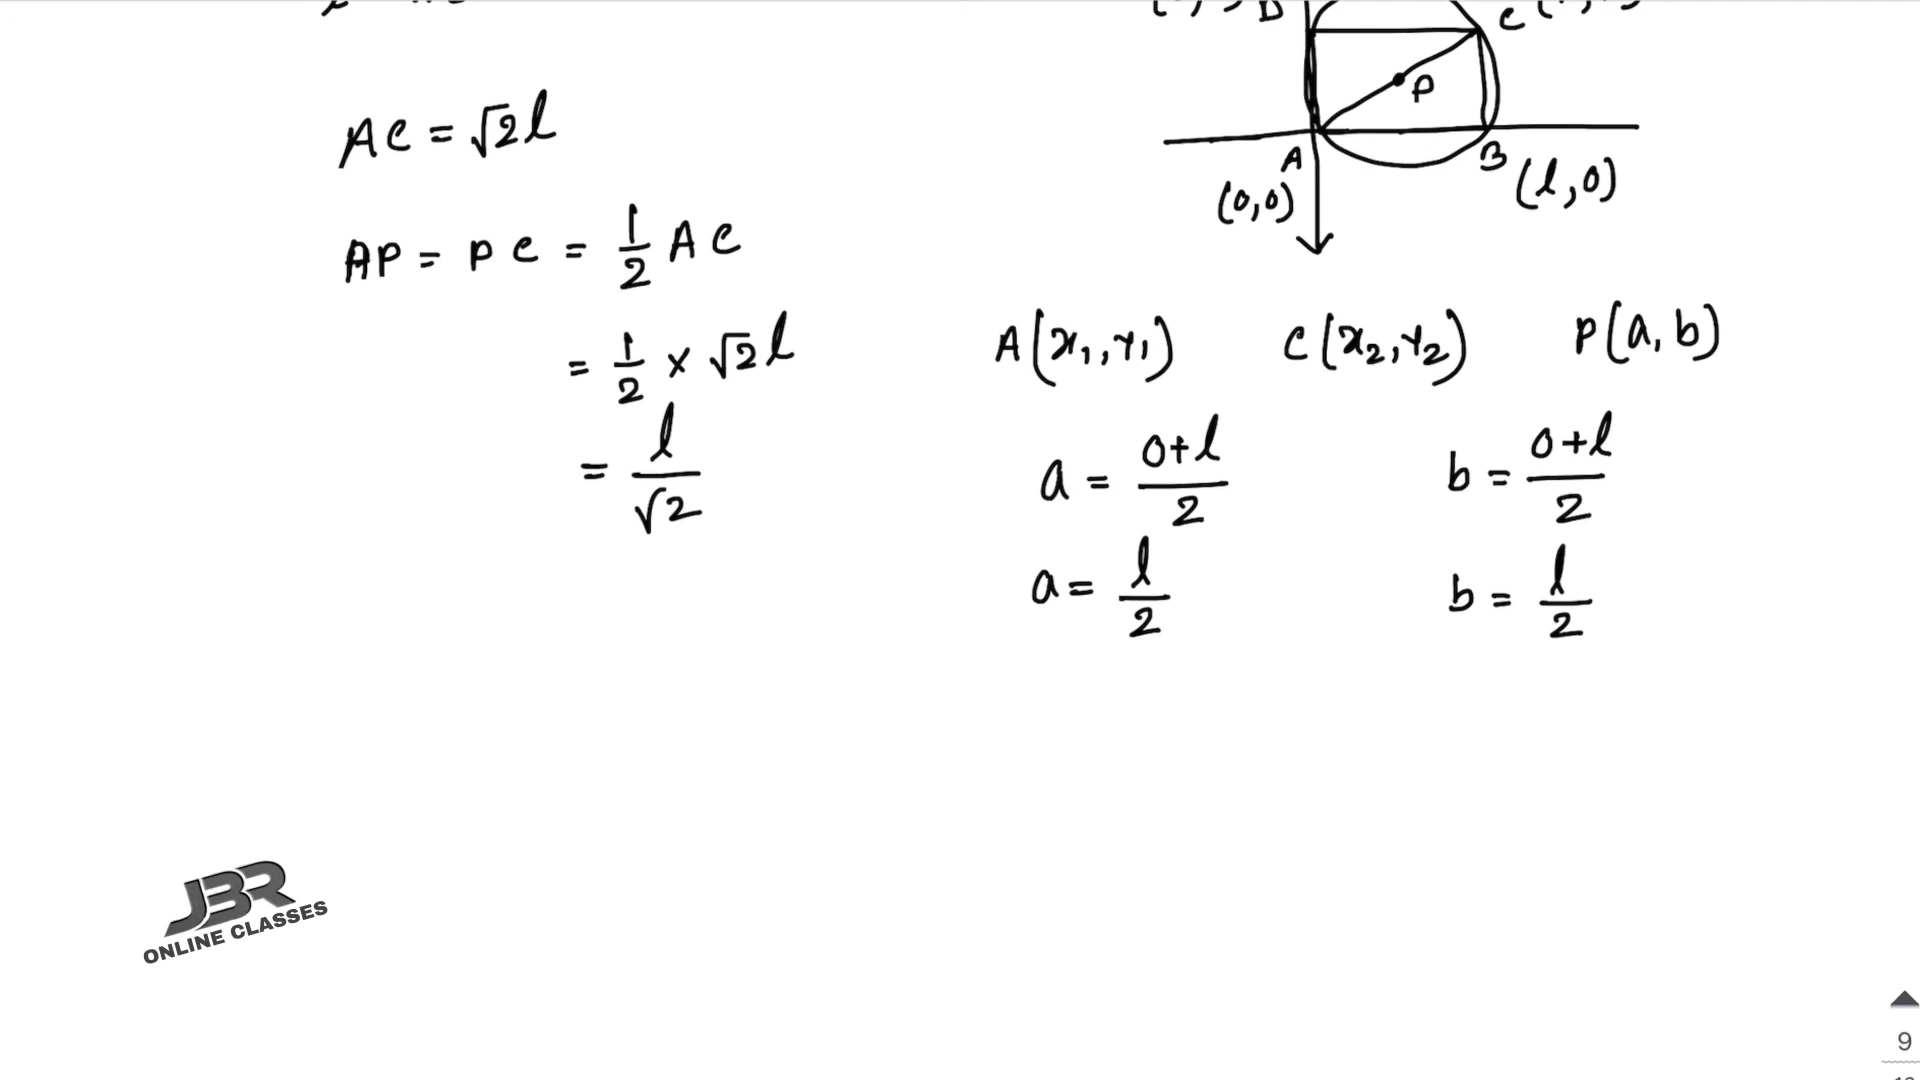 D
C
P
A
B
(0,0)
(l,0)
AC = √2l
AP = PC = 1/2 AC
= 1/2 × √2l
= l/√2
A(x₁,y₁) C(x₂,y₂) P(a,b)
a = 0+l/2 b = 0+l/2
a = l/2 b = l/2
JBR
ONLINE CLASSES
9